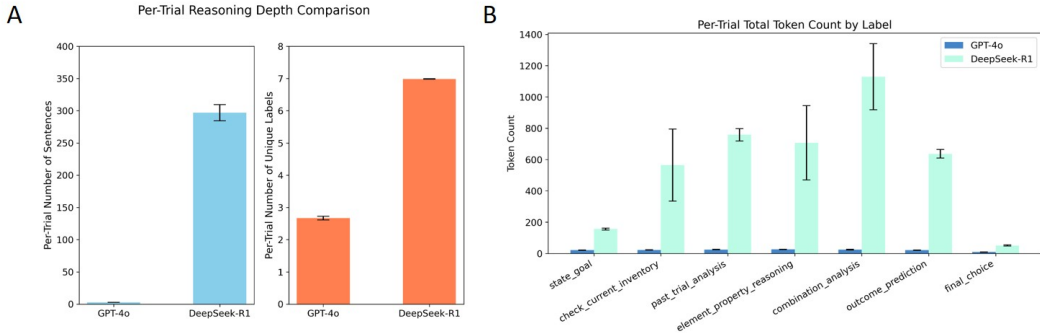 A
Per-Trial Reasoning Depth Comparison
Per-Trial Number of Sentences
400
350
300
250
200
150
100
50
0
GPT-4o
DeepSeek-R1
Per-Trial Number of Unique Labels
8
7
6
5
4
3
2
1
0
GPT-4o
DeepSeek-R1
B
Per-Trial Total Token Count by Label
Token Count
1400
1200
1000
800
600
400
200
0
GPT-4o
DeepSeek-R1
state_goal
check_current_inventory
past_trial_analysis
element_property_reasoning
combination_analysis
outcome_prediction
final_choice